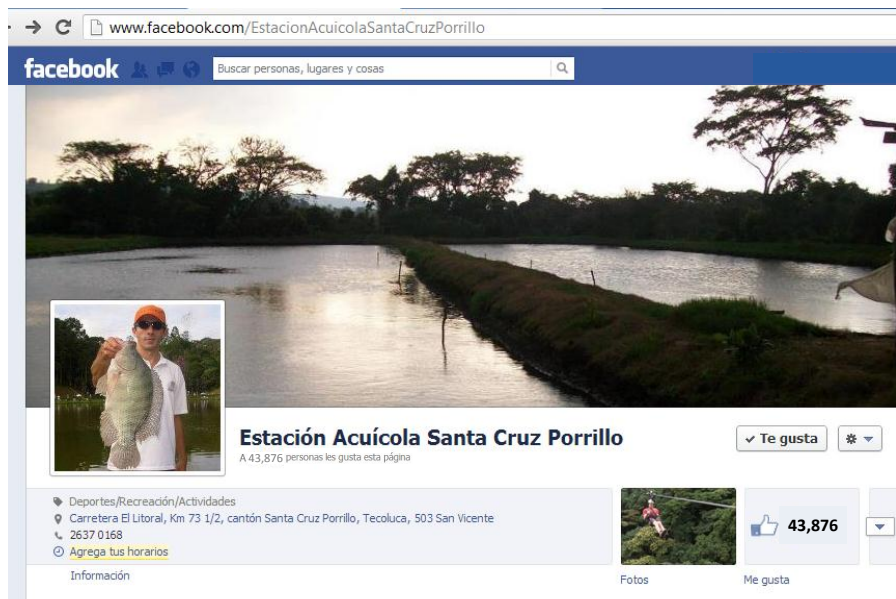 www.facebook.com/EstacionAcuicolaSantaCruzPorrillo
facebook
Buscar personas, lugares y cosas
Estación Acuícola Santa Cruz Porrillo
A 43,876 personas les gusta esta página
Te gusta
Deportes/Recreación/Actividades
Carretera El Litoral, Km 73 1/2, cantón Santa Cruz Porrillo, Tecoluca, 503 San Vicente
2637 0168
Agrega tus horarios
Información
43,876
Fotos
Me gusta